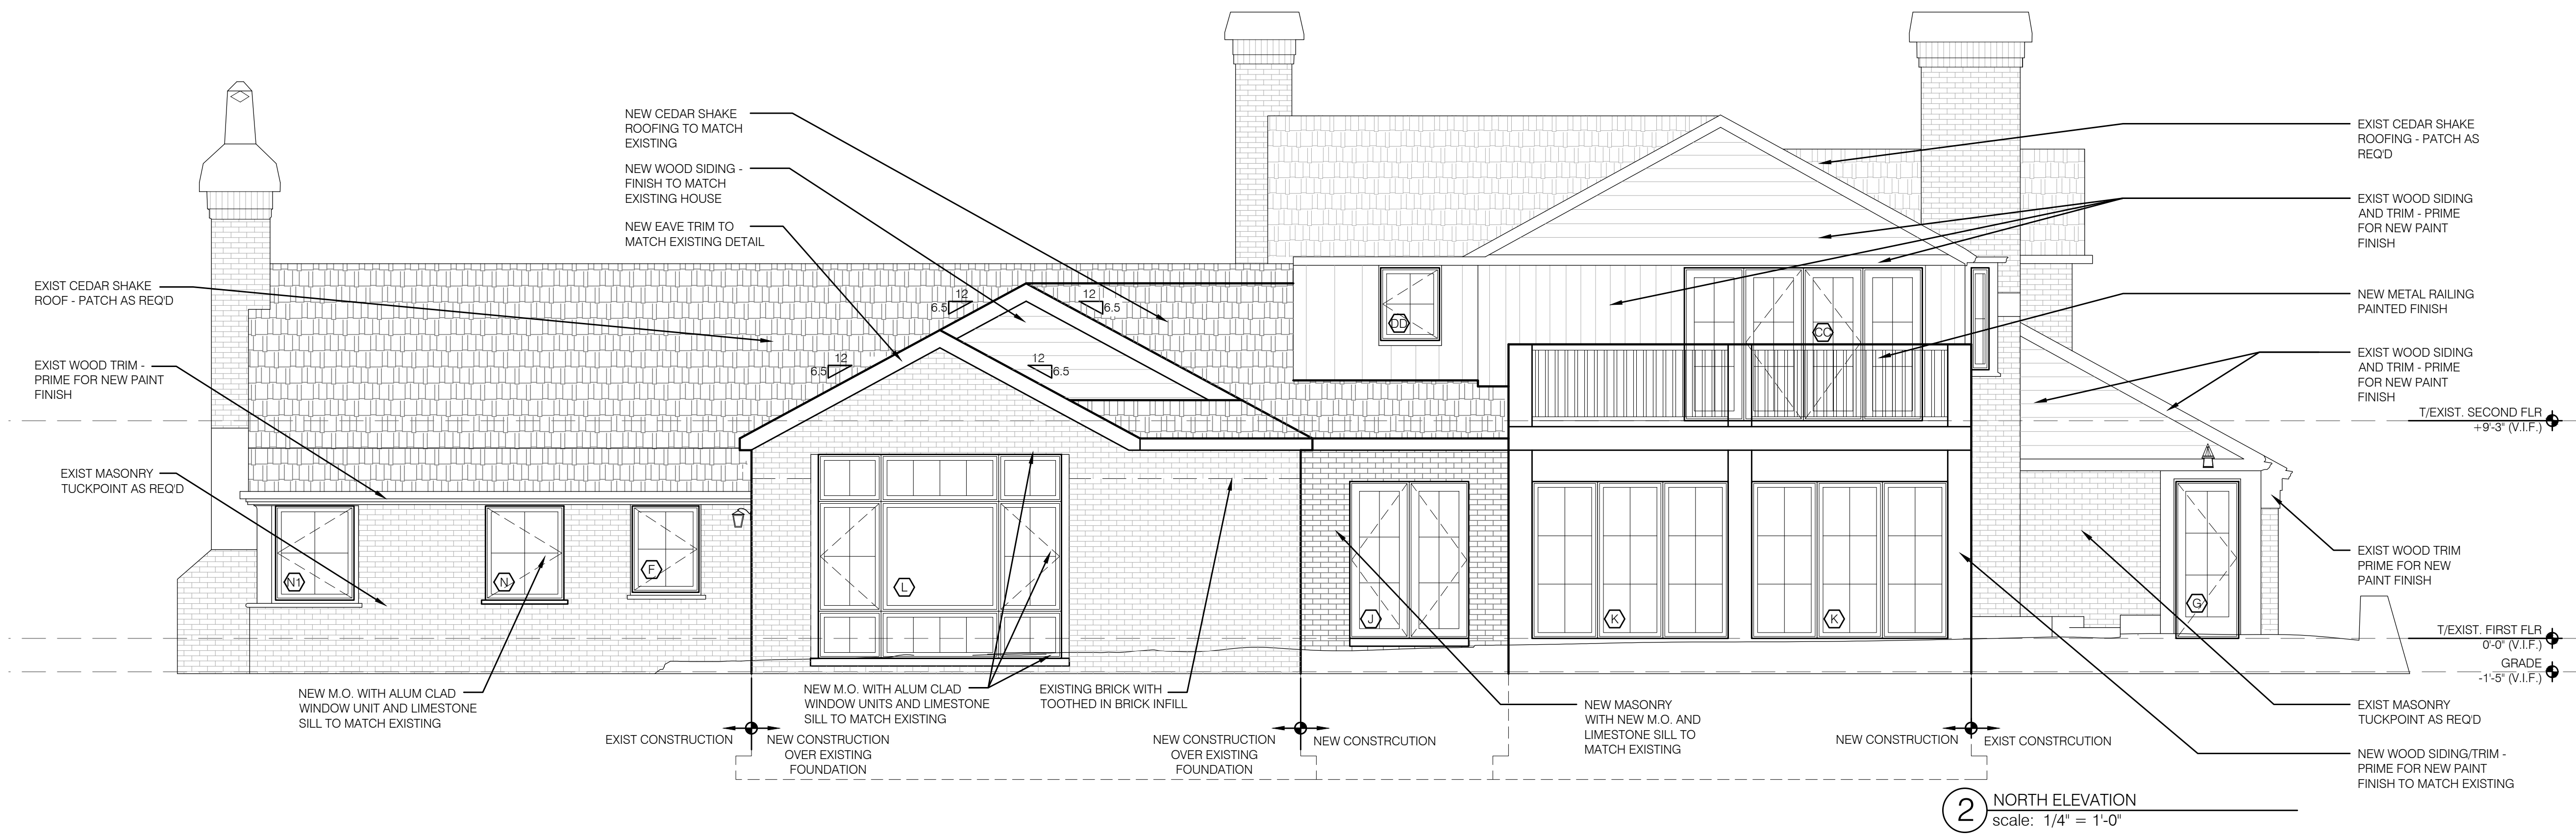 NEW CEDAR SHAKE
ROOFING TO MATCH
EXISTING
NEW WOOD SIDING -
FINISH TO MATCH
EXISTING HOUSE
NEW EAVE TRIM TO
MATCH EXISTING DETAIL
EXIST CEDAR SHAKE
ROOF - PATCH AS REQ'D
EXIST WOOD TRIM -
PRIME FOR NEW PAINT
FINISH
EXIST MASONRY
TUCKPOINT AS REQ'D
12
6.5
12
6.5
12
6.5
12
6.5
N1
N
F
L
J
K
K
G
DD
CC
EXIST CEDAR SHAKE
ROOFING - PATCH AS
REQ'D
EXIST WOOD SIDING
AND TRIM - PRIME
FOR NEW PAINT
FINISH
NEW METAL RAILING
PAINTED FINISH
EXIST WOOD SIDING
AND TRIM - PRIME
FOR NEW PAINT
FINISH
T/EXIST. SECOND FLR
+9'-3" (V.I.F.)
EXIST WOOD TRIM
PRIME FOR NEW
PAINT FINISH
T/EXIST. FIRST FLR
0'-0" (V.I.F.)
GRADE
-1'-5" (V.I.F.)
EXIST MASONRY
TUCKPOINT AS REQ'D
NEW WOOD SIDING/TRIM -
PRIME FOR NEW PAINT
FINISH TO MATCH EXISTING
NEW M.O. WITH ALUM CLAD
WINDOW UNIT AND LIMESTONE
SILL TO MATCH EXISTING
NEW M.O. WITH ALUM CLAD
WINDOW UNITS AND LIMESTONE
SILL TO MATCH EXISTING
EXISTING BRICK WITH
TOOTHED IN BRICK INFILL
NEW MASONRY
WITH NEW M.O. AND
LIMESTONE SILL TO
MATCH EXISTING
EXIST CONSTRUCTION
NEW CONSTRUCTION
OVER EXISTING
FOUNDATION
NEW CONSTRUCTION
OVER EXISTING
FOUNDATION
NEW CONSTRCUTION
NEW CONSTRUCTION
EXIST CONSTRCUTION
2
NORTH ELEVATION
scale: 1/4" = 1'-0"